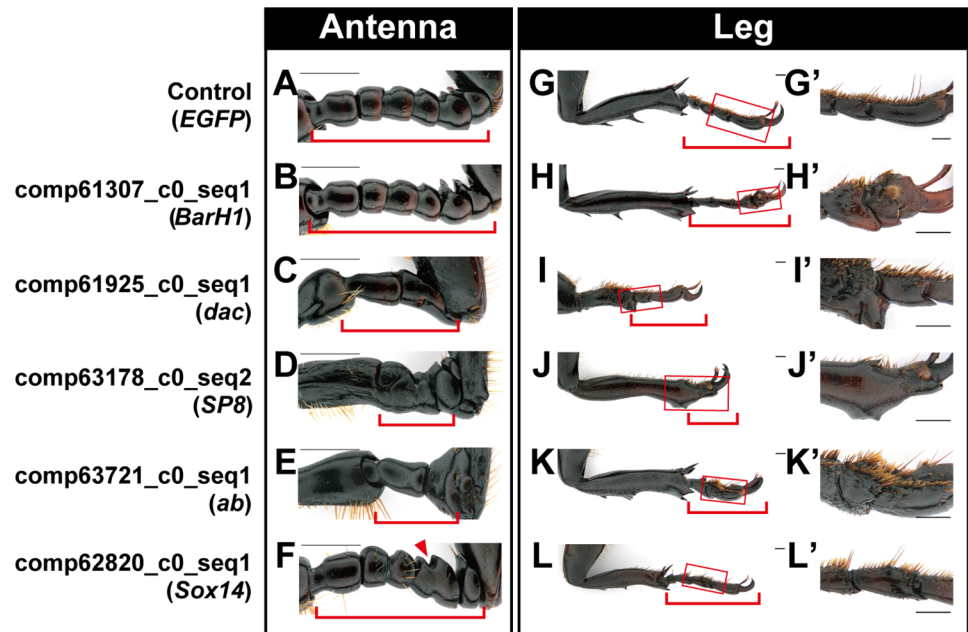 Antenna
Leg
Control
(EGFP)
A
G
G’
comp61307_c0_seq1
(BarH1)
B
H
H’
comp61925_c0_seq1
(dac)
C
I
I’
comp63178_c0_seq2
(SP8)
D
J
J’
comp63721_c0_seq1
(ab)
E
K
K’
comp62820_c0_seq1
(Sox14)
F
L
L’